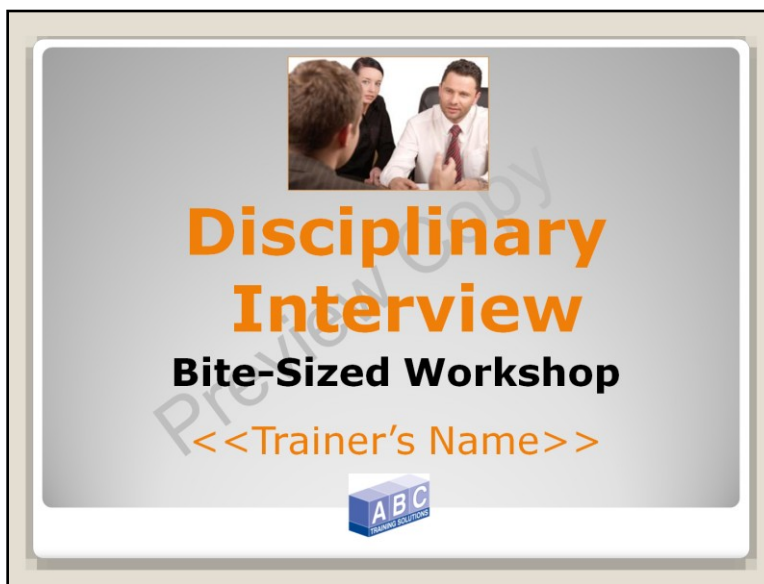 Disciplinary
Interview
Bite-Sized Workshop
<<Trainer's Name>>
Preview Copy
ABC
TRAINING SOLUTIONS